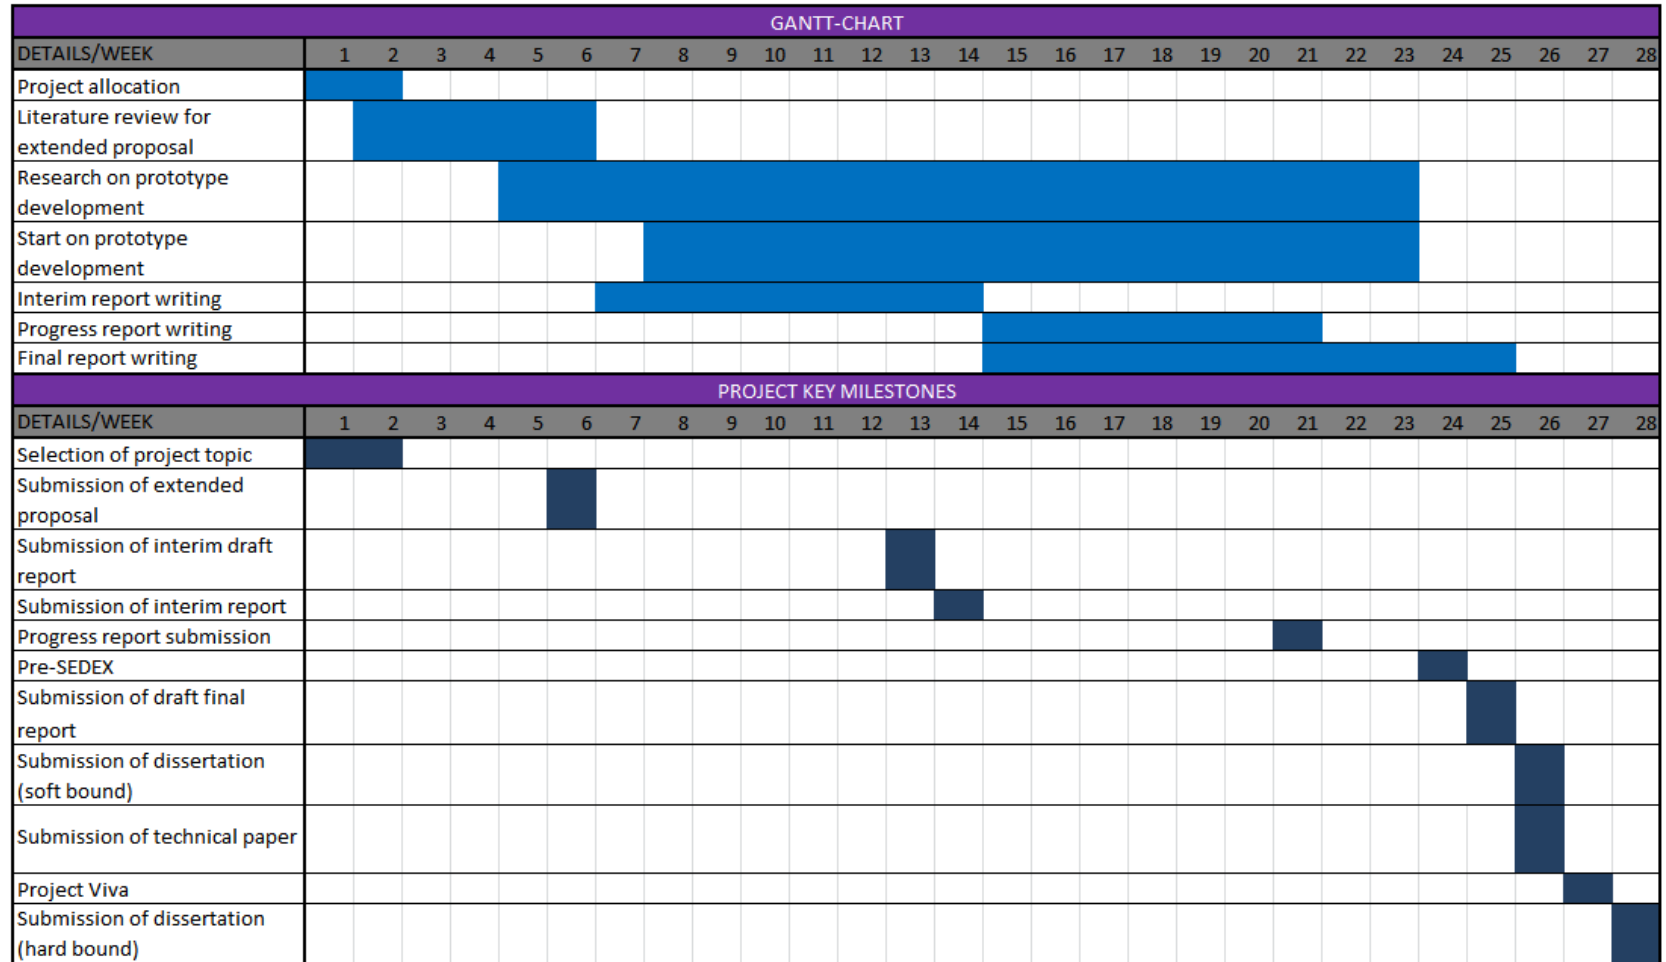 GANTT-CHART
DETAILS/WEEK 1 2 3 4 5 6 7 8 9 10 11 12 13 14 15 16 17 18 19 20 21 22 23 24 25 26 27 28
Project allocation
Literature review for
extended proposal
Research on prototype
development
Start on prototype
development
Interim report writing
Progress report writing
Final report writing
PROJECT KEY MILESTONES
DETAILS/WEEK 1 2 3 4 5 6 7 8 9 10 11 12 13 14 15 16 17 18 19 20 21 22 23 24 25 26 27 28
Selection of project topic
Submission of extended
proposal
Submission of interim draft
report
Submission of interim report
Progress report submission
Pre-SEDEX
Submission of draft final
report
Submission of dissertation
(soft bound)
Submission of technical paper
Project Viva
Submission of dissertation
(hard bound)